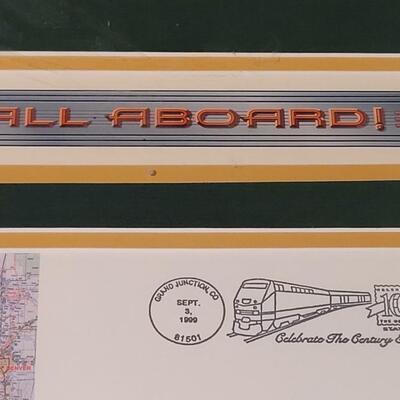 ALL ABOARD!
GRAND JUNCTION, CO
SEPT.
3,
1999
81501
Celebrate The Century
DENVER